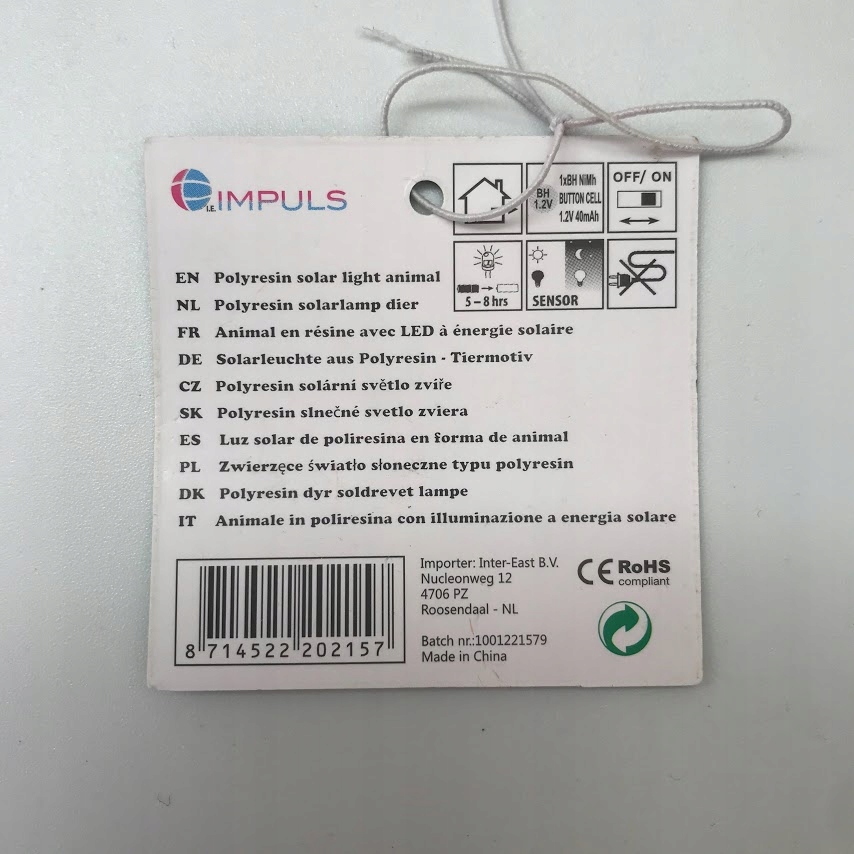 I.E. IMPULS
BH
1.2V
1xBH NiMh
BUTTON CELL
1.2V 40mAh
OFF/ ON
5 – 8 hrs
SENSOR
EN Polyresin solar light animal
NL Polyresin solarlamp dier
FR Animal en résine avec LED à énergie solaire
DE Solarleuchte aus Polyresin - Tiermotiv
CZ Polyresin solární světlo zvíře
SK Polyresin slnečné svetlo zviera
ES Luz solar de poliresina en forma de animal
PL Zwierzęce światło słoneczne typu polyresin
DK Polyresin dyr soldrevet lampe
IT Animale in poliresina con illuminazione a energia solare
8 714522 202157
Importer: Inter-East B.V.
Nucleonweg 12
4706 PZ
Roosendaal - NL
Batch nr.:1001221579
Made in China
CE RoHS
compliant